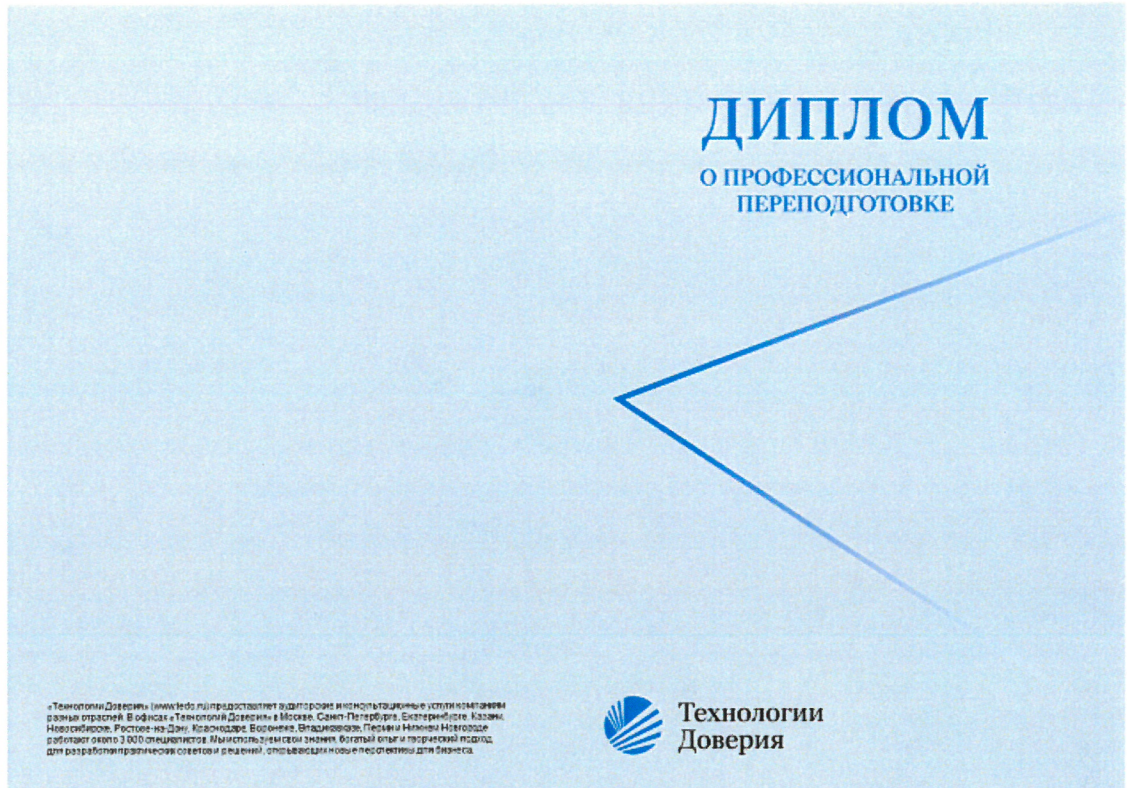 ДИПЛОМ
О ПРОФЕССИОНАЛЬНОЙ
ПЕРЕПОДГОТОВКЕ
«Технологии Доверия» (www.tedo.ru) предоставляет аудиторские и консультационные услуги компаниям
разных отраслей. В офисах «Технологий Доверия» в Москве, Санкт-Петербурге, Екатеринбурге, Казани,
Новосибирске, Ростове-на-Дону, Краснодаре, Воронеже, Владикавказе, Перми и Нижнем Новгороде
работают около 3 000 специалистов. Мы используем свои знания, богатый опыт и творческий подход
для разработки практических советов и решений, открывающих новые перспективы для бизнеса.
Технологии
Доверия